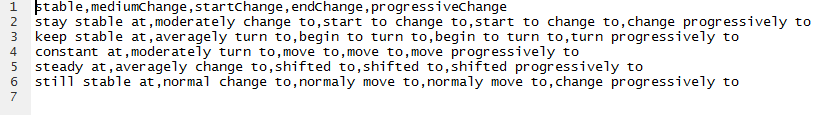 1 stable,mediumChange,startChange,endChange,progressiveChange
2 stay stable at,moderately change to,start to change to,start to change to,change progressively to
3 keep stable at,averagely turn to,begin to turn to,begin to turn to,turn progressively to
4 constant at,moderately turn to,move to,move to,move progressively to
5 steady at,averagely change to,shifted to,shifted to,shifted progressively to
6 still stable at,normal change to,normaly move to,normaly move to,change progressively to
7